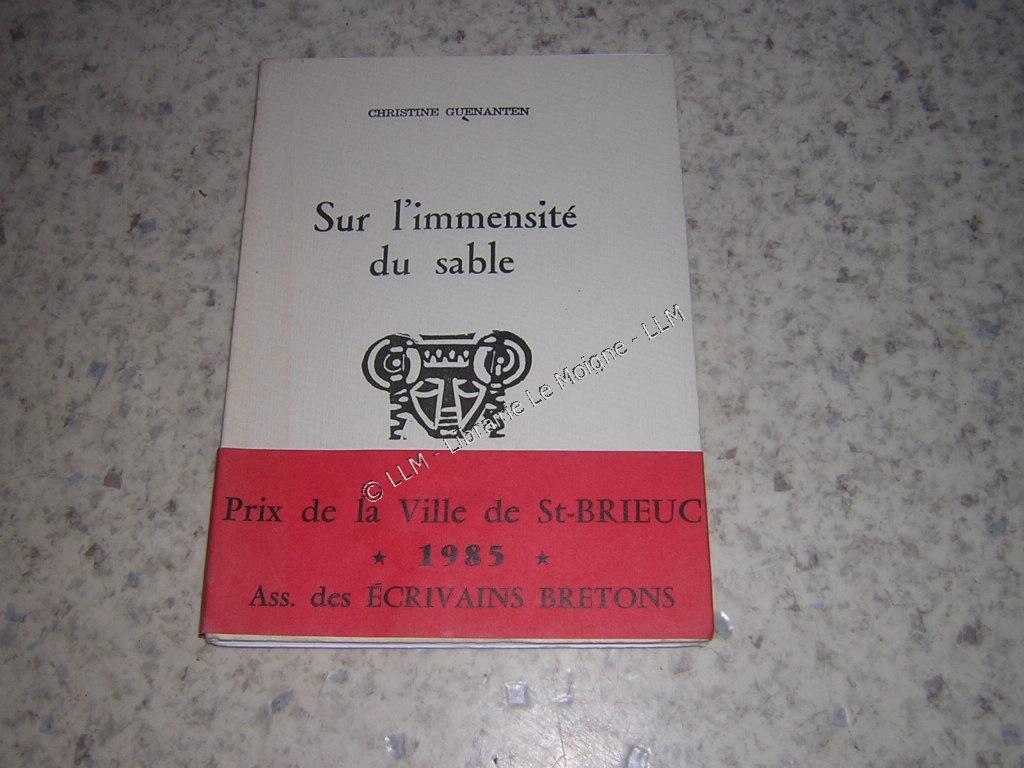 CHRISTINE GUENANTEN
Sur l'immensité
du sable
© LLM - Librairie Le Moigne - LLM
Prix de la Ville de St-BRIEUC
★ 1985 ★
Ass. des ÉCRIVAINS BRETONS